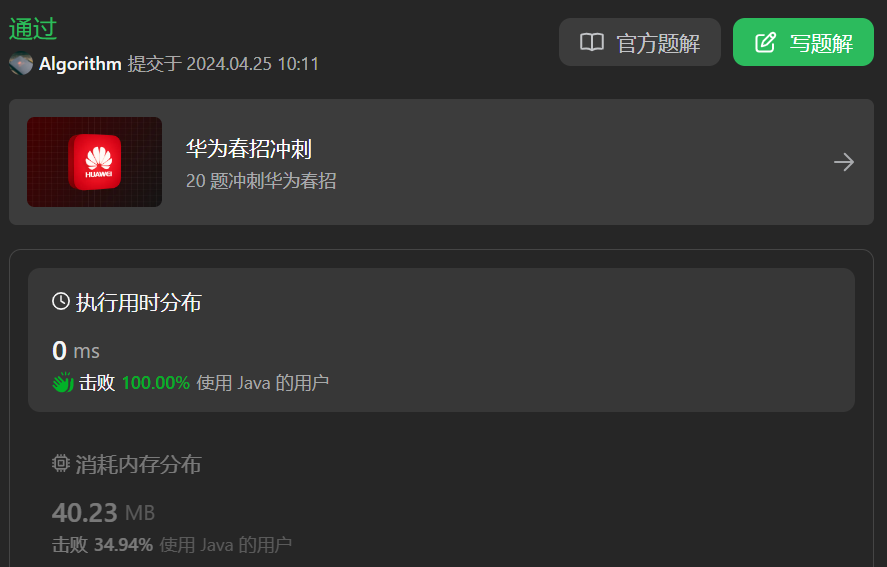 通过
官方题解
写题解
Algorithm 提交于 2024.04.25 10:11
HUAWEI
华为春招冲刺
20 题冲刺华为春招
执行用时分布
0 ms
击败 100.00% 使用 Java 的用户
消耗内存分布
40.23 MB
击败 34.94% 使用 Java 的用户